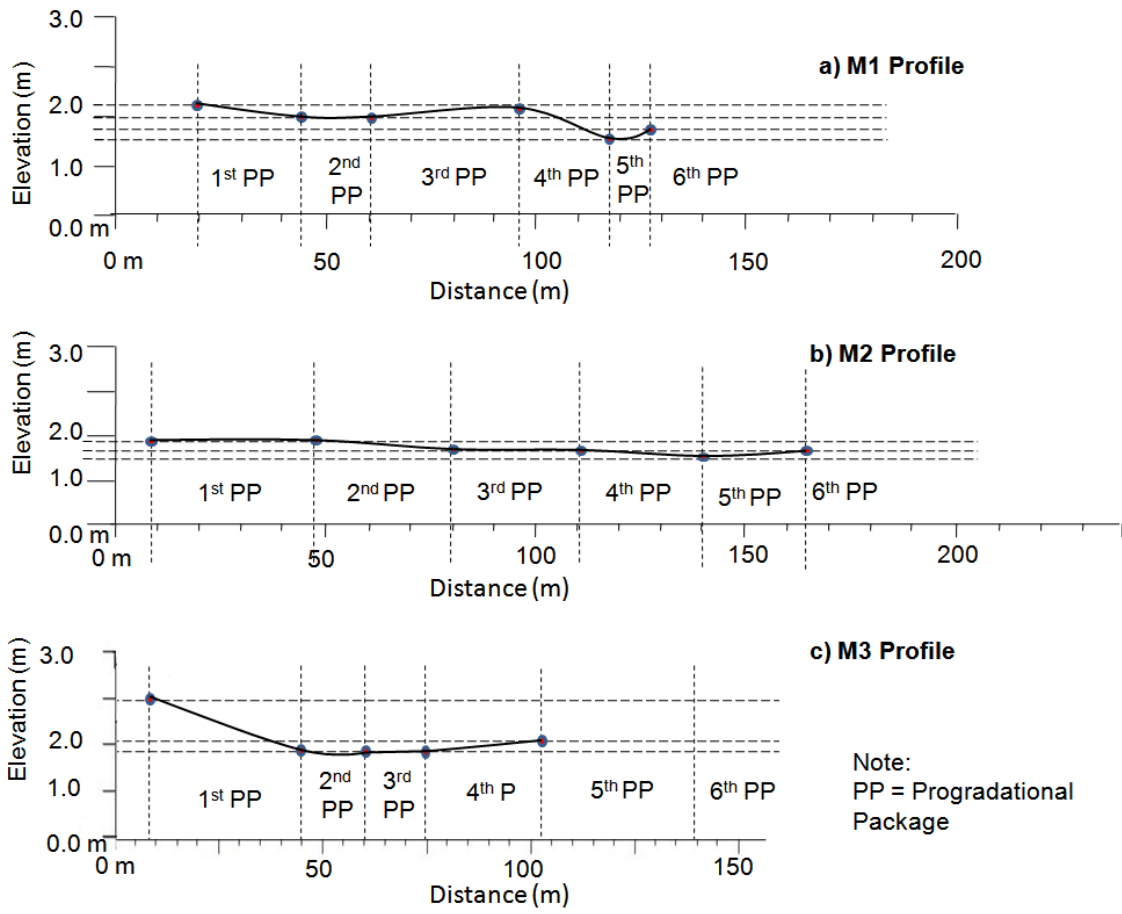 3.0
a) M1 Profile
Elevation (m)
2.0
1.0
0.0 m
1st PP
2nd
PP
3rd PP
4th PP
5th
PP
6th PP
0 m
50
100
150
200
Distance (m)
3.0
b) M2 Profile
Elevation (m)
2.0
1.0
0.0 m
1st PP
2nd PP
3rd PP
4th PP
5th PP
6th PP
0 m
50
100
150
200
Distance (m)
3.0
c) M3 Profile
Elevation (m)
2.0
1.0
0.0 m
1st PP
2nd
PP
3rd
PP
4th P
5th PP
6th PP
Note:
PP = Progradational
Package
0 m
50
100
150
Distance (m)